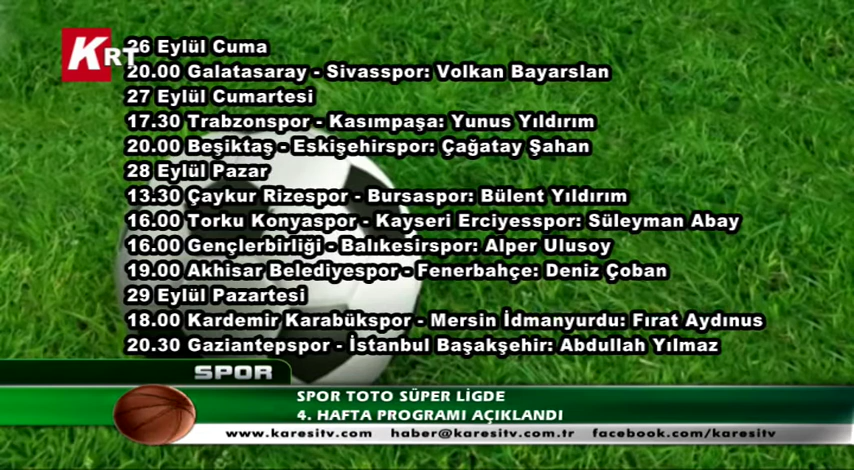 KRT
26 Eylül Cuma
20.00 Galatasaray - Sivasspor: Volkan Bayarslan
27 Eylül Cumartesi
17.30 Trabzonspor - Kasımpaşa: Yunus Yıldırım
20.00 Beşiktaş - Eskişehirspor: Çağatay Şahan
28 Eylül Pazar
13.30 Çaykur Rizespor - Bursaspor: Bülent Yıldırım
16.00 Torku Konyaspor - Kayseri Erciyesspor: Süleyman Abay
16.00 Gençlerbirliği - Balıkesirspor: Alper Ulusoy
19.00 Akhisar Belediyespor - Fenerbahçe: Deniz Çoban
29 Eylül Pazartesi
18.00 Kardemir Karabükspor - Mersin İdmanyurdu: Fırat Aydınus
20.30 Gaziantepspor - İstanbul Başakşehir: Abdullah Yılmaz
SPOR
SPOR TOTO SÜPER LİGDE
4. HAFTA PROGRAMI AÇIKLANDI
www.karesitv.com haber@karesitv.com.tr facebook.com/karesitv